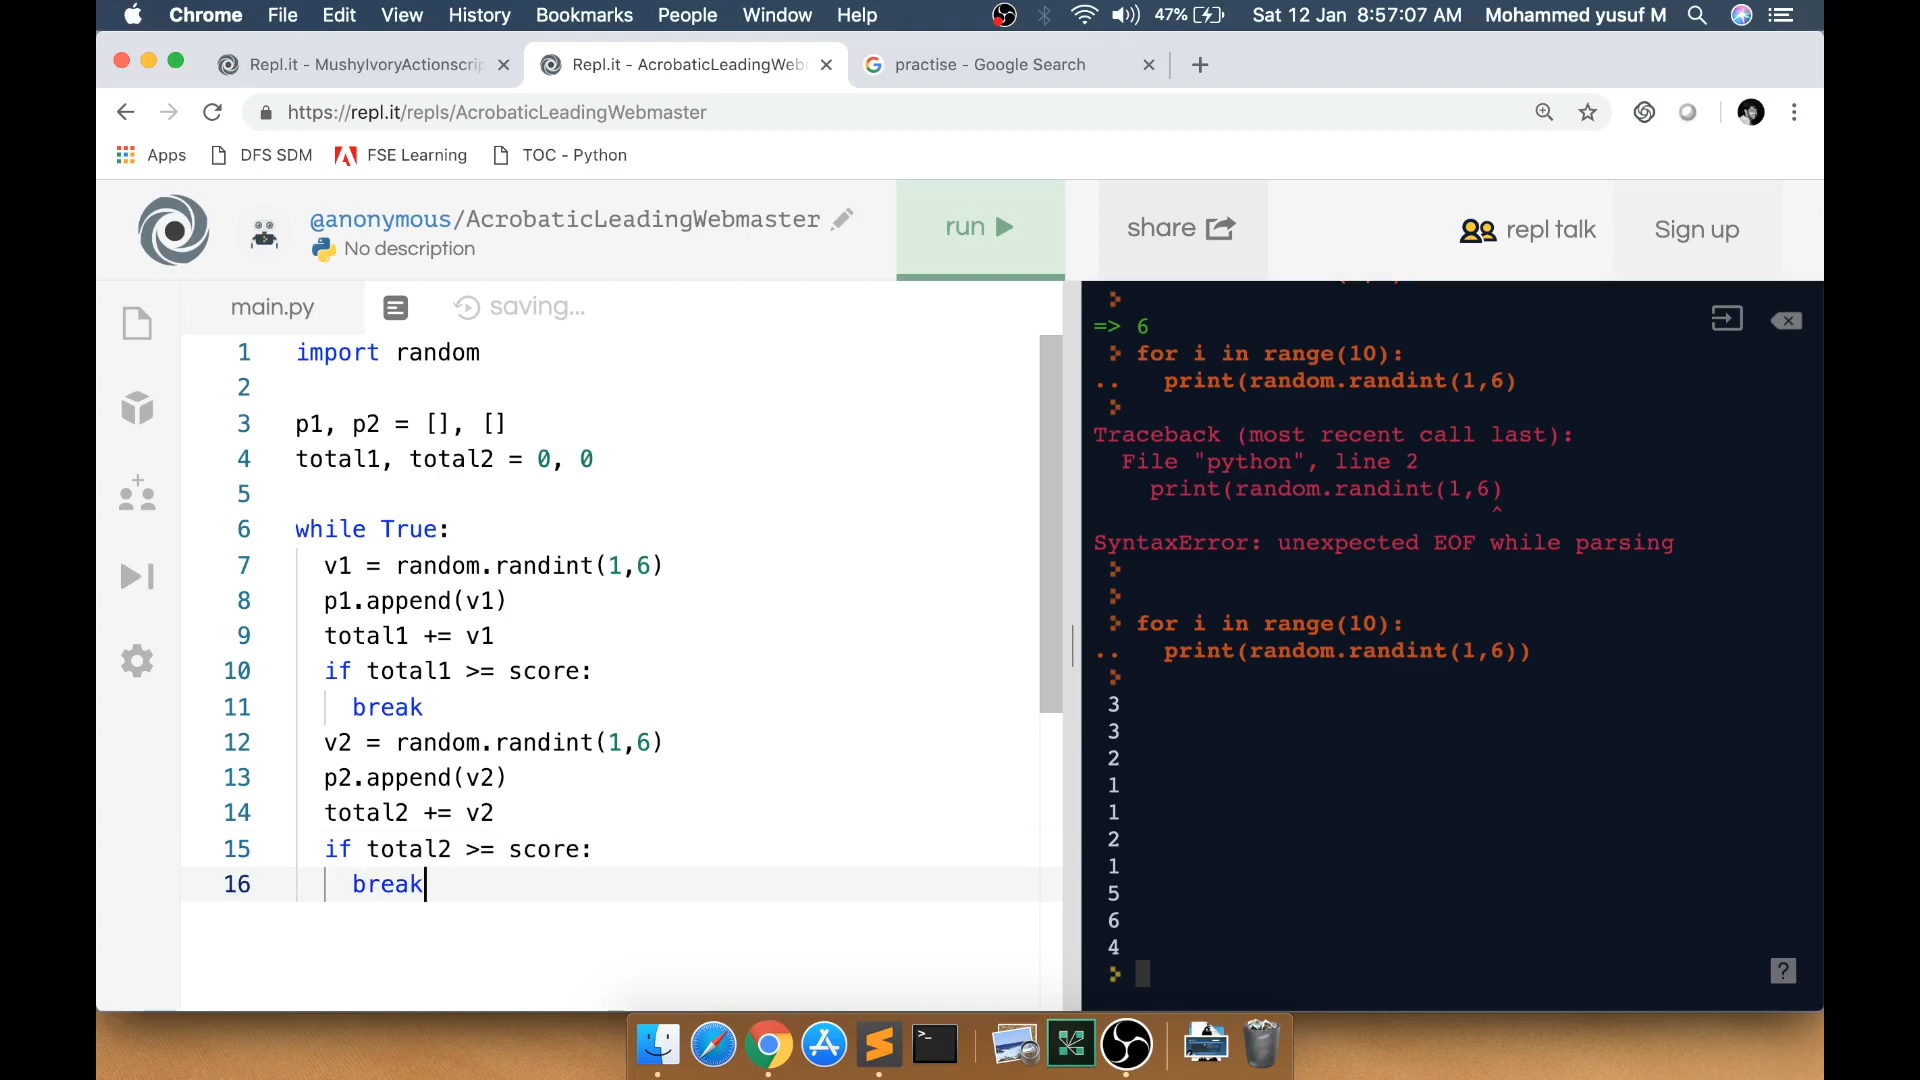 Chrome File Edit View History Bookmarks People Window Help 47% Sat 12 Jan 8:57:07 AM Mohammed yusuf M
Repl.it - MushyIvoryActionscrip
Repl.it - AcrobaticLeadingWebm
practise - Google Search
https://repl.it/repls/AcrobaticLeadingWebmaster
Apps DFS SDM FSE Learning TOC - Python
@anonymous/AcrobaticLeadingWebmaster
No description
run
share
repl talk
Sign up
main.py
saving...
1 import random
2
3 p1, p2 = [], []
4 total1, total2 = 0, 0
5
6 while True:
7 v1 = random.randint(1,6)
8 p1.append(v1)
9 total1 += v1
10 if total1 >= score:
11 break
12 v2 = random.randint(1,6)
13 p2.append(v2)
14 total2 += v2
15 if total2 >= score:
16 break
=> 6
for i in range(10):
.. print(random.randint(1,6)
Traceback (most recent call last):
File "python", line 2
print(random.randint(1,6)
^
SyntaxError: unexpected EOF while parsing
for i in range(10):
.. print(random.randint(1,6))
3
3
2
1
1
2
1
5
6
4
?